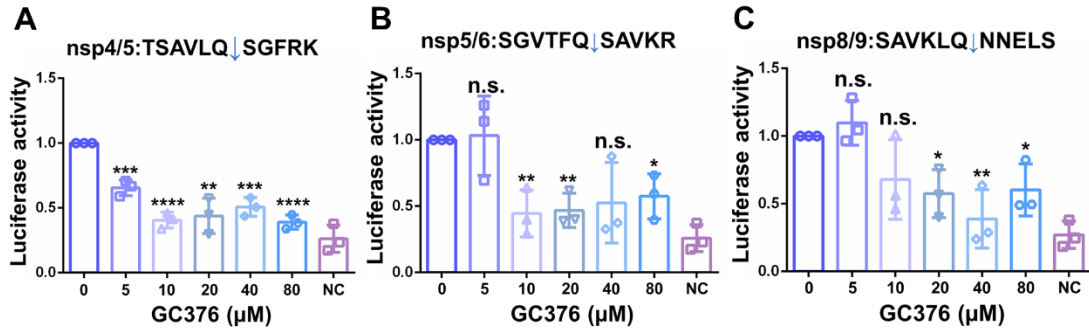 A
nsp4/5:TSAVLQ↓SGFRK
Luciferase activity
1.5
1.0
0.5
0.0
***
****
**
***
****
0 5 10 20 40 80 NC
GC376 (μM)
B
nsp5/6:SGVTFQ↓SAVKR
Luciferase activity
1.5
1.0
0.5
0.0
n.s.
**
**
n.s.
*
0 5 10 20 40 80 NC
GC376 (μM)
C
nsp8/9:SAVKLQ↓NNELS
Luciferase activity
1.5
1.0
0.5
0.0
n.s.
n.s.
*
**
*
0 5 10 20 40 80 NC
GC376 (μM)